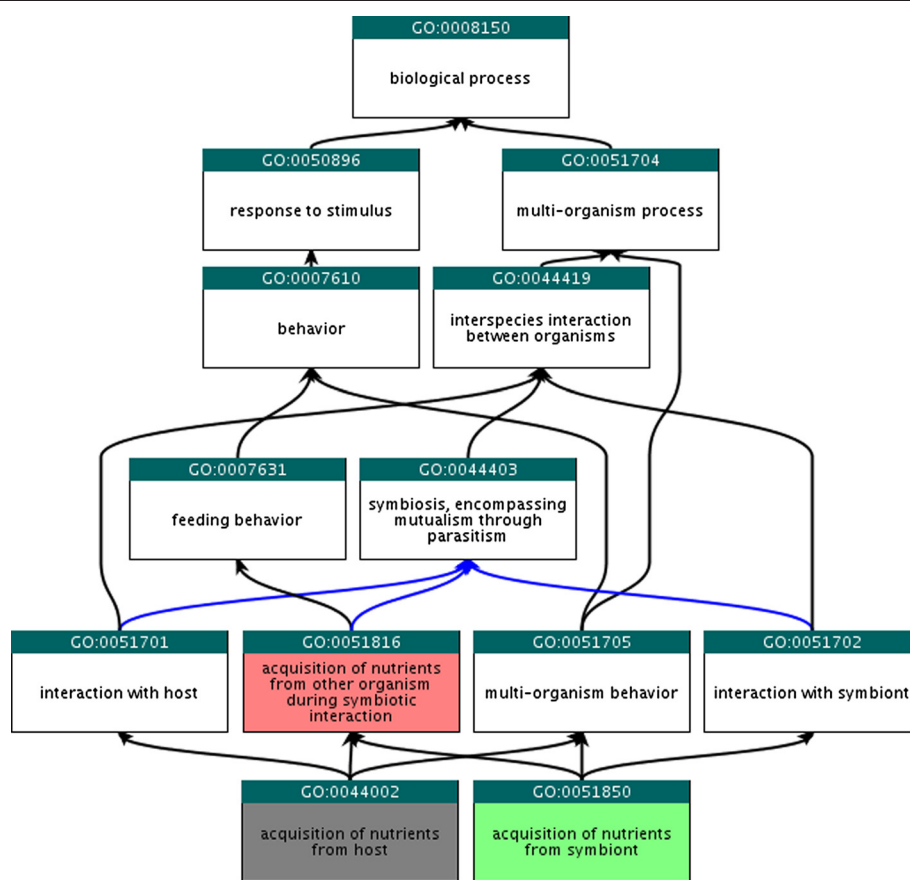 GO:0008150
biological process
GO:0050896
response to stimulus
GO:0051704
multi-organism process
GO:0007610
behavior
GO:0044419
interspecies interaction
between organisms
GO:0007631
feeding behavior
GO:0044403
symbiosis, encompassing
mutualism through
parasitism
GO:0051701
interaction with host
GO:0051816
acquisition of nutrients
from other organism
during symbiotic
interaction
GO:0051705
multi-organism behavior
GO:0051702
interaction with symbiont
GO:0044002
acquisition of nutrients
from host
GO:0051850
acquisition of nutrients
from symbiont